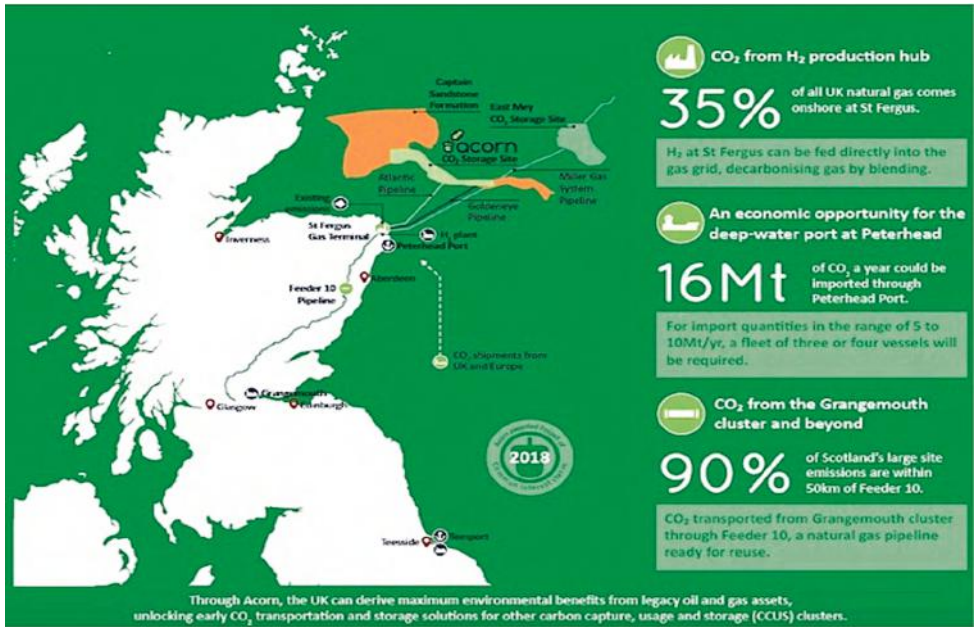 Captain
Sandstone
Formation
East Mey
CO₂ Storage Site
acorn
CO₂ Storage Site
Atlantic
Pipeline
Miller Gas
System
Pipeline
Goldeneye
Pipeline
Existing
St Fergus
Gas Terminal
H₂ plant
Peterhead Port
Inverness
Aberdeen
Feeder 10
Pipeline
CO₂ shipments from
UK and Europe
Grangemouth
Glasgow
Edinburgh
2018
Teesside
Teesport
CO₂ from H₂ production hub
35%
of all UK natural gas comes
onshore at St Fergus.
H₂ at St Fergus can be fed directly into the
gas grid, decarbonising gas by blending.
An economic opportunity for the
deep-water port at Peterhead
16Mt
of CO₂ a year could be
imported through
Peterhead Port.
For import quantities in the range of 5 to
10Mt/yr, a fleet of three or four vessels will
be required.
CO₂ from the Grangemouth
cluster and beyond
90%
of Scotland's large site
emissions are within
50km of Feeder 10.
CO₂ transported from Grangemouth cluster
through Feeder 10, a natural gas pipeline
ready for reuse.
Through Acorn, the UK can derive maximum environmental benefits from legacy oil and gas assets,
unlocking early CO₂ transportation and storage solutions for other carbon capture, usage and storage (CCUS) clusters.